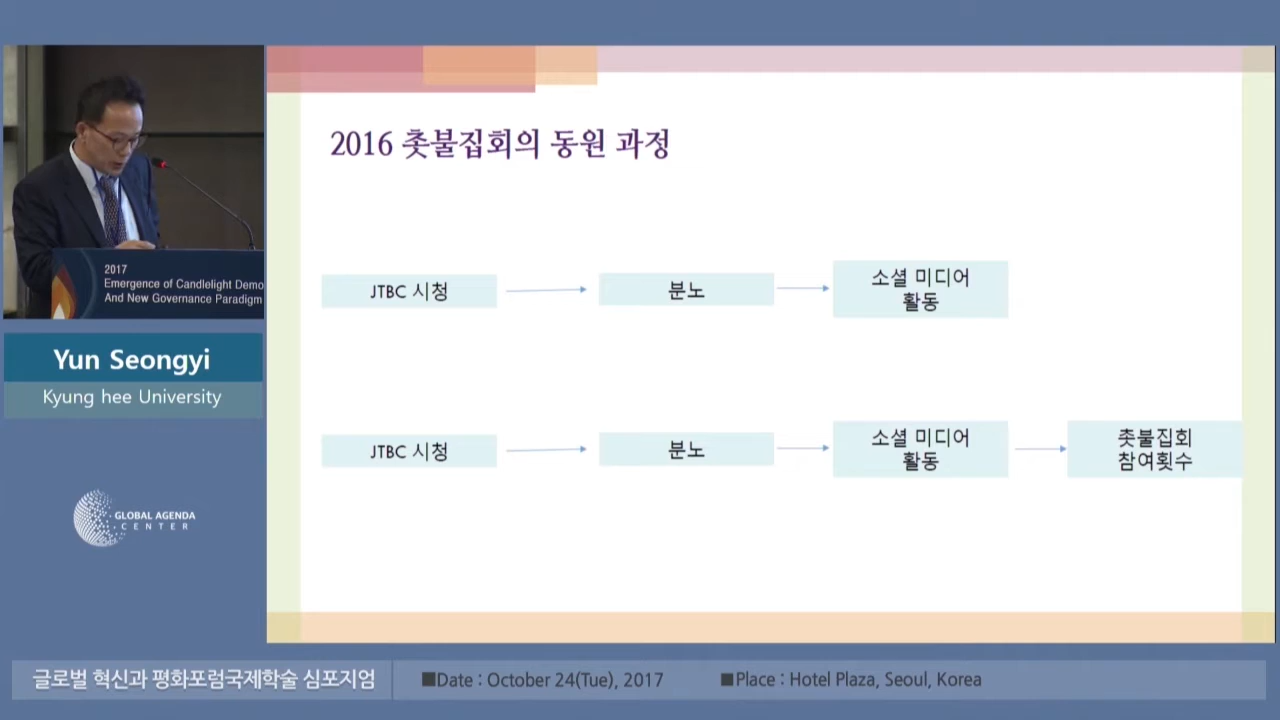 2016 촛불집회의 동원 과정
JTBC 시청
분노
소셜 미디어
활동
JTBC 시청
분노
소셜 미디어
활동
촛불집회
참여횟수
2017
Emergence of Candlelight Demo
And New Governance Paradigm
Yun Seongyi
Kyung hee University
GLOBAL AGENDA
CENTER
글로벌 혁신과 평화포럼국제학술 심포지엄
■Date : October 24(Tue), 2017
■Place : Hotel Plaza, Seoul, Korea